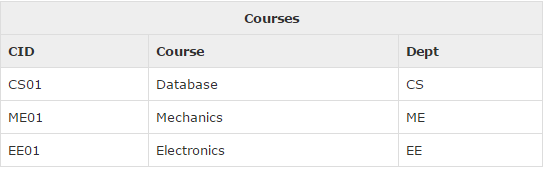 Courses
CID Course Dept
CS01 Database CS
ME01 Mechanics ME
EE01 Electronics EE